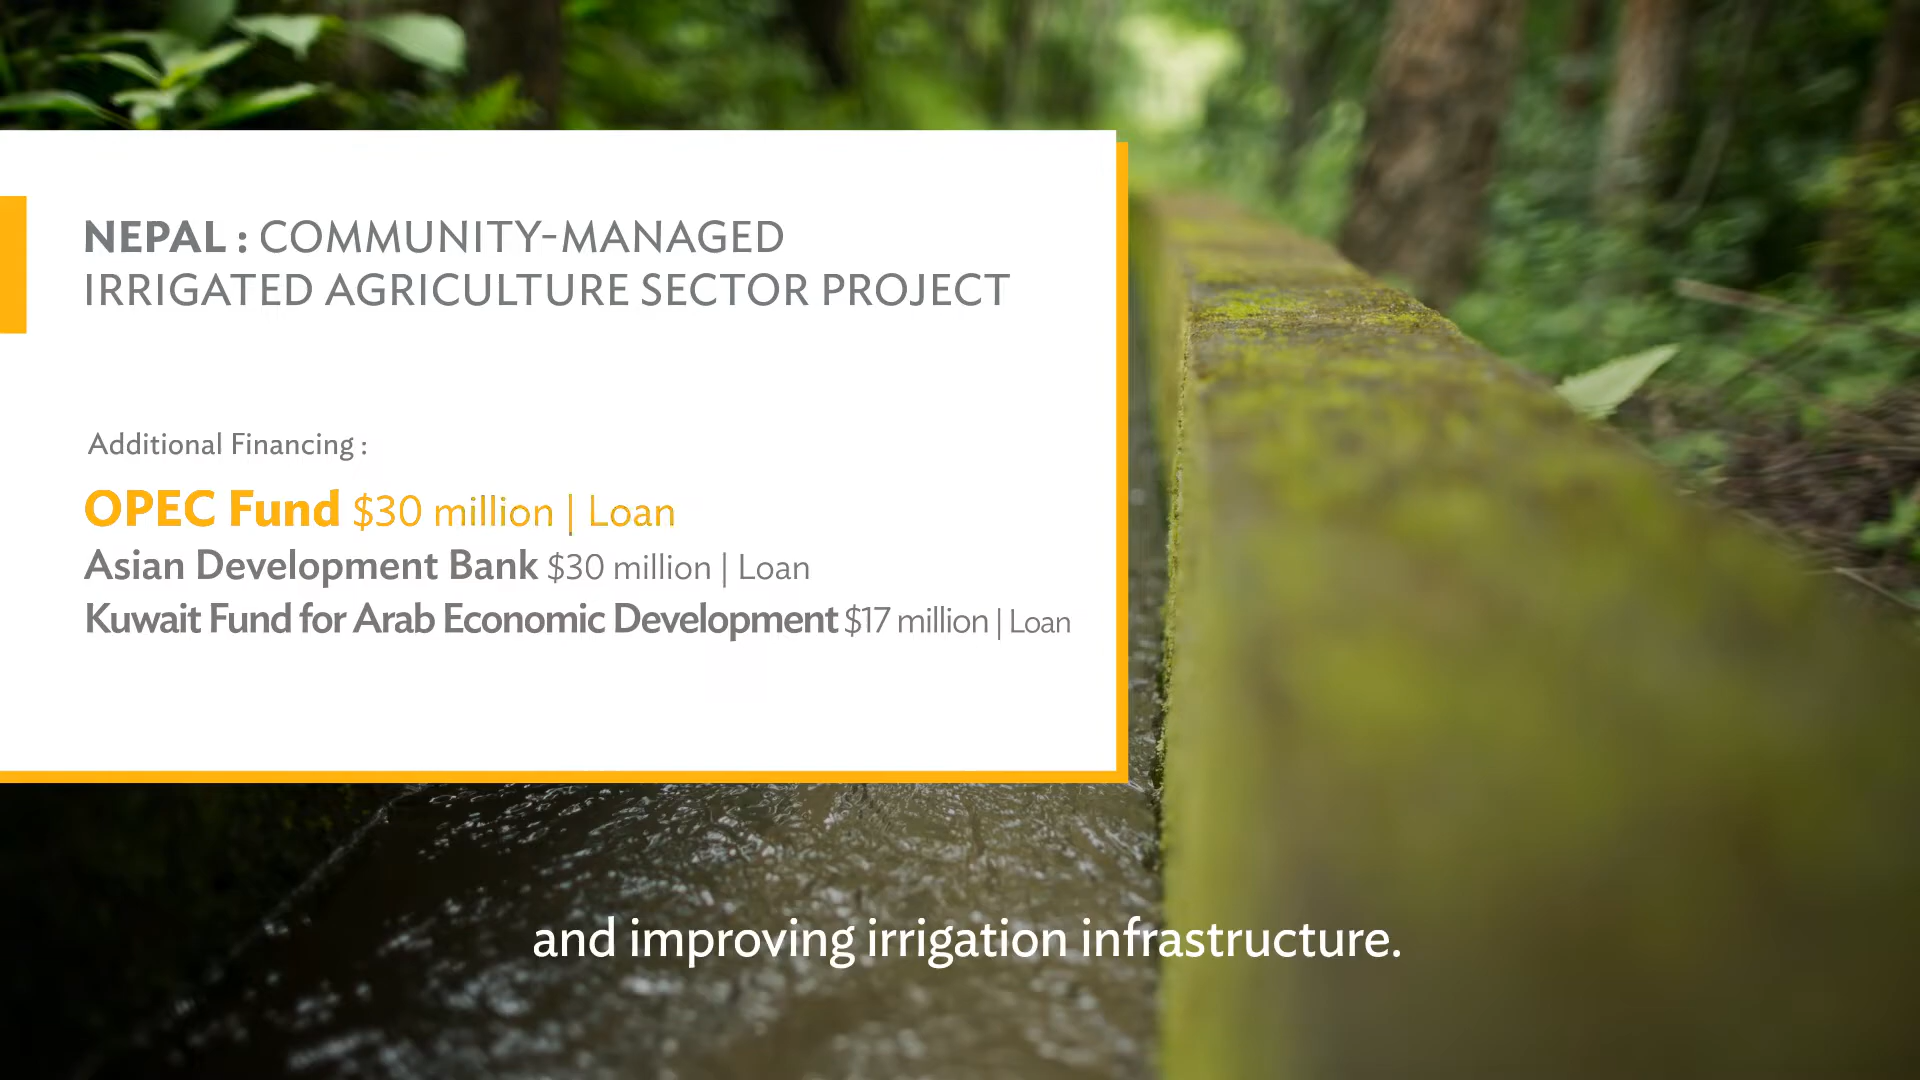 NEPAL : COMMUNITY-MANAGED
IRRIGATED AGRICULTURE SECTOR PROJECT
Additional Financing :
OPEC Fund $30 million | Loan
Asian Development Bank $30 million | Loan
Kuwait Fund for Arab Economic Development $17 million | Loan
and improving irrigation infrastructure.